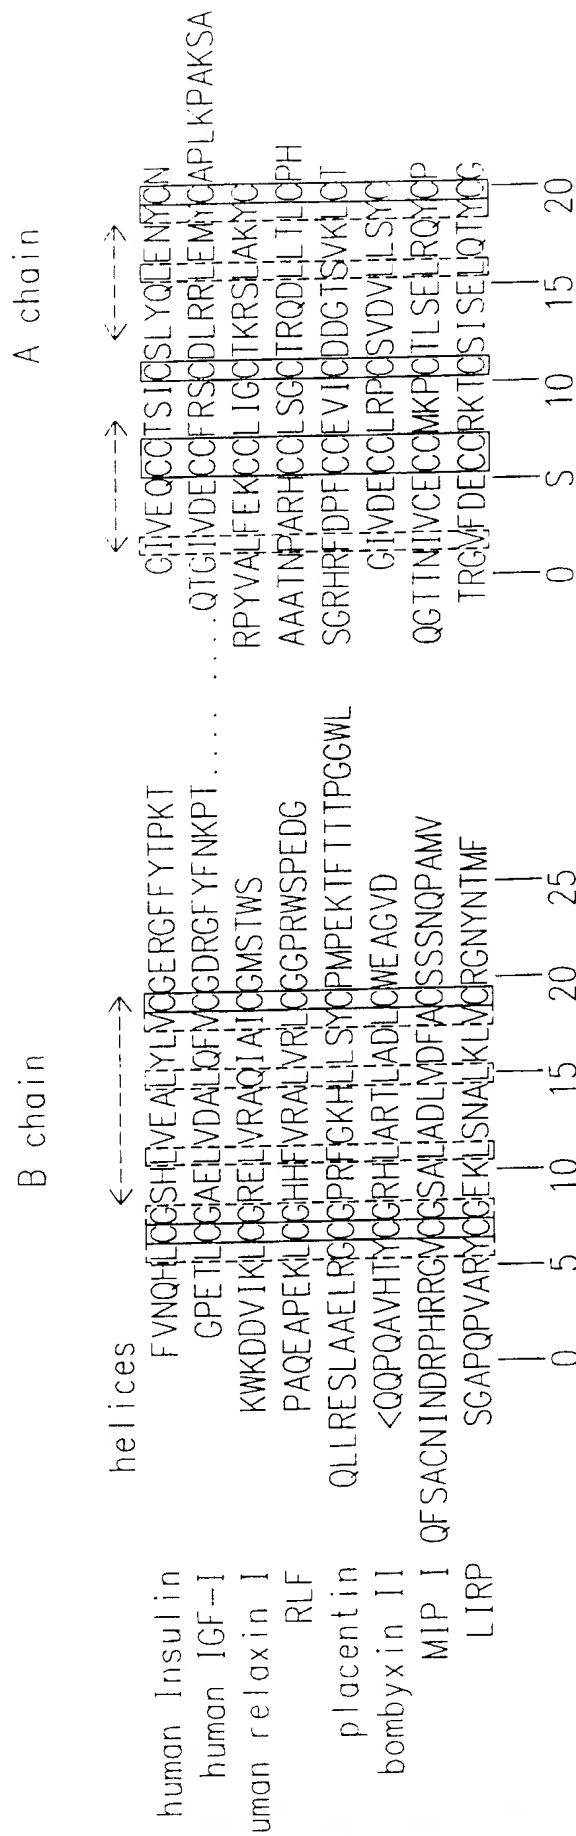 B chain A chain
helices
human Insulin FVNQHLCGSHLVEALYLVCGERGFFYTPKT GIVEQCCTSICSLYQLENYCN
human IGF-I GPETLCGAELVDALQFVCGDRGFYFNKPT..... ..... QTGIVDECCFRSCDLRRLEMYCAPLKPAKSA
uman relaxin I KWKDDVIKLCGRELVRAQIAICGMSTWS RPYVALFEKCCLIGCTKRSLAKYC
RLF PAQEAPEKLCGHHFVRALVRLCGGPRWSPEDG AAATNPARHCCLSGCTRQDLLTLCPH
placentin QLLRESLAAELRGCGPRFGKHLLSYCPMPEKTFTTTPGGWL SGRHRFDPFCCEVICDDGTSVKLCT
bombyxin II <QQPQAVHTYCGRHLARTLADLCWEAGVD GIVDECCLRPCSVDVLLSYC
MIP I QFSACNINDRPHRRGVCGSALADLVDFACSSSNQPAMV QGTTNIVCECCMKPCTLSELRQYCP
LIRP SGAPQPVARYCGEKLSNALKLVCRGNYNTMF TRGVFDECCRKTCSISELQTYCG
0 5 10 15 20 25 0 S 10 15 20